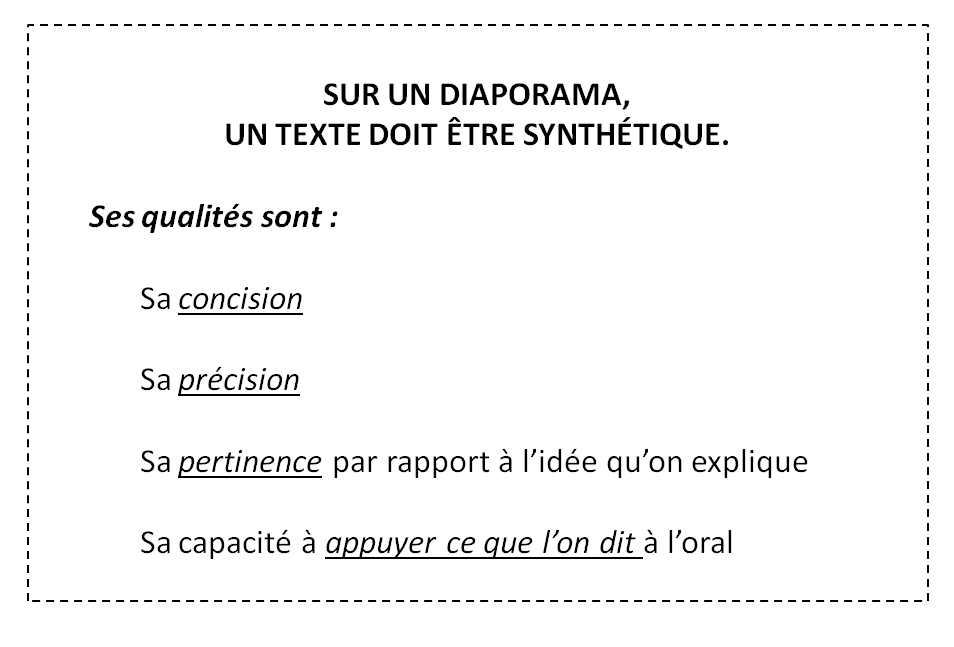 SUR UN DIAPORAMA,
UN TEXTE DOIT ÊTRE SYNTHÉTIQUE.
Ses qualités sont :
Sa concision
Sa précision
Sa pertinence par rapport à l’idée qu’on explique
Sa capacité à appuyer ce que l’on dit à l’oral